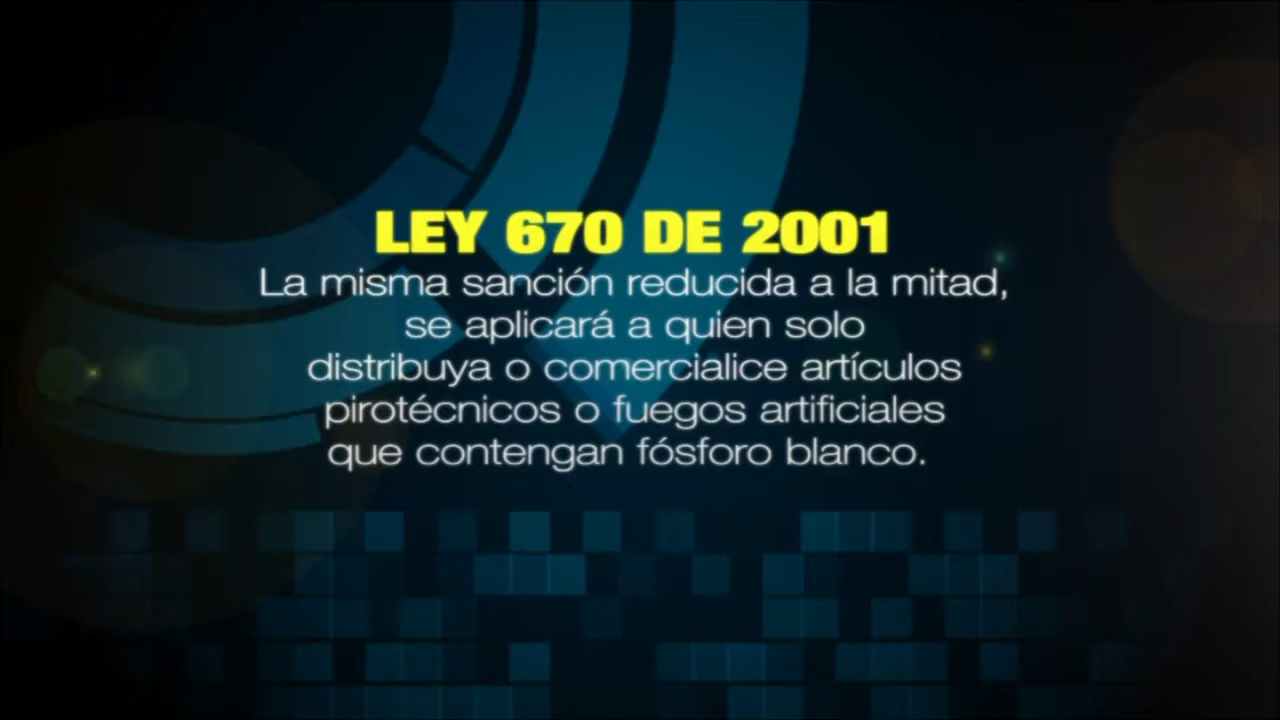 LEY 670 DE 2001
La misma sanción reducida a la mitad,
se aplicará a quien solo
distribuya o comercialice artículos
pirotécnicos o fuegos artificiales
que contengan fósforo blanco.